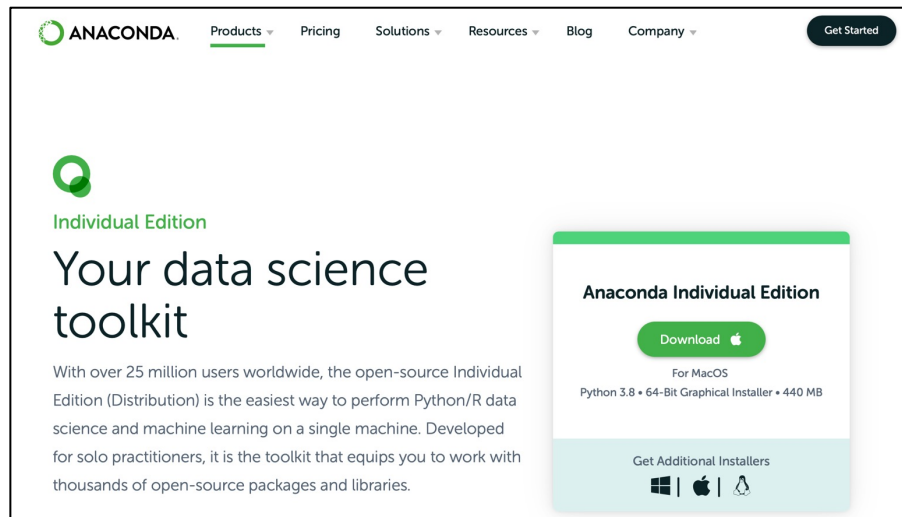 ANACONDA.
Products
Pricing
Solutions
Resources
Blog
Company
Get Started
Individual Edition
Your data science
toolkit
With over 25 million users worldwide, the open-source Individual
Edition (Distribution) is the easiest way to perform Python/R data
science and machine learning on a single machine. Developed
for solo practitioners, it is the toolkit that equips you to work with
thousands of open-source packages and libraries.
Anaconda Individual Edition
Download
For MacOS
Python 3.8 • 64-Bit Graphical Installer • 440 MB
Get Additional Installers